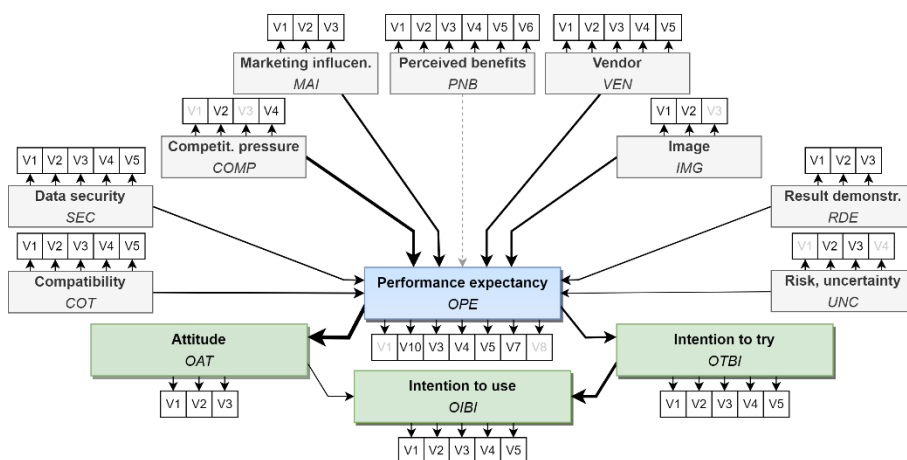 V1 V2 V3
Marketing influcen.
MAI
V1 V2 V3 V4 V5 V6
Perceived benefits
PNB
V1 V2 V3 V4 V5
Vendor
VEN
V1 V2 V3 V4
Competit. pressure
COMP
V1 V2 V3
Image
IMG
V1 V2 V3 V4 V5
Data security
SEC
V1 V2 V3
Result demonstr.
RDE
V1 V2 V3 V4 V5
Compatibility
COT
V1 V2 V3 V4
Risk, uncertainty
UNC
Performance expectancy
OPE
V1 V10 V3 V4 V5 V7 V8
Attitude
OAT
V1 V2 V3
Intention to try
OTBI
V1 V2 V3 V4 V5
Intention to use
OIBI
V1 V2 V3 V4 V5